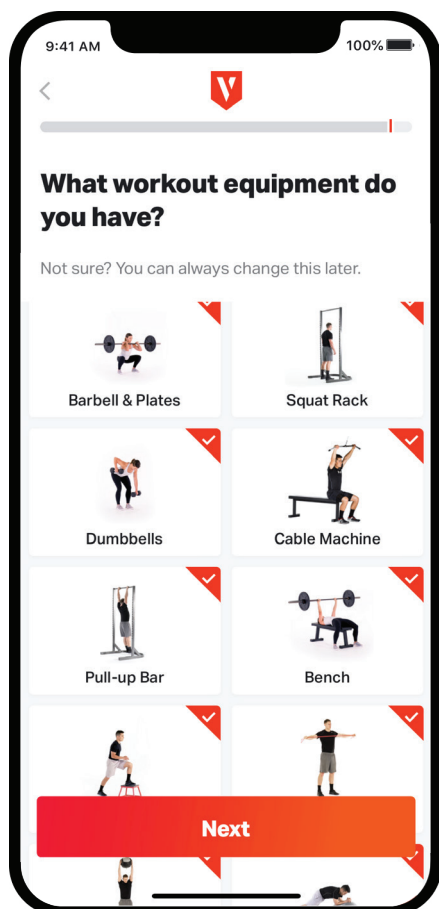 9:41 AM 100%
What workout equipment do
you have?
Not sure? You can always change this later.
Barbell & Plates Squat Rack
Dumbbells Cable Machine
Pull-up Bar Bench
Next